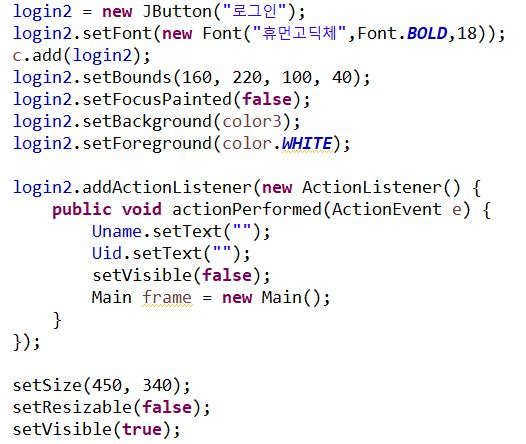 login2 = new JButton("로그인");
login2.setFont(new Font("휴먼고딕체",Font.BOLD,18));
c.add(login2);
login2.setBounds(160, 220, 100, 40);
login2.setFocusPainted(false);
login2.setBackground(color3);
login2.setForeground(color.WHITE);

login2.addActionListener(new ActionListener() {
    public void actionPerformed(ActionEvent e) {
        Uname.setText("");
        Uid.setText("");
        setVisible(false);
        Main frame = new Main();
    }
});

setSize(450, 340);
setResizable(false);
setVisible(true);